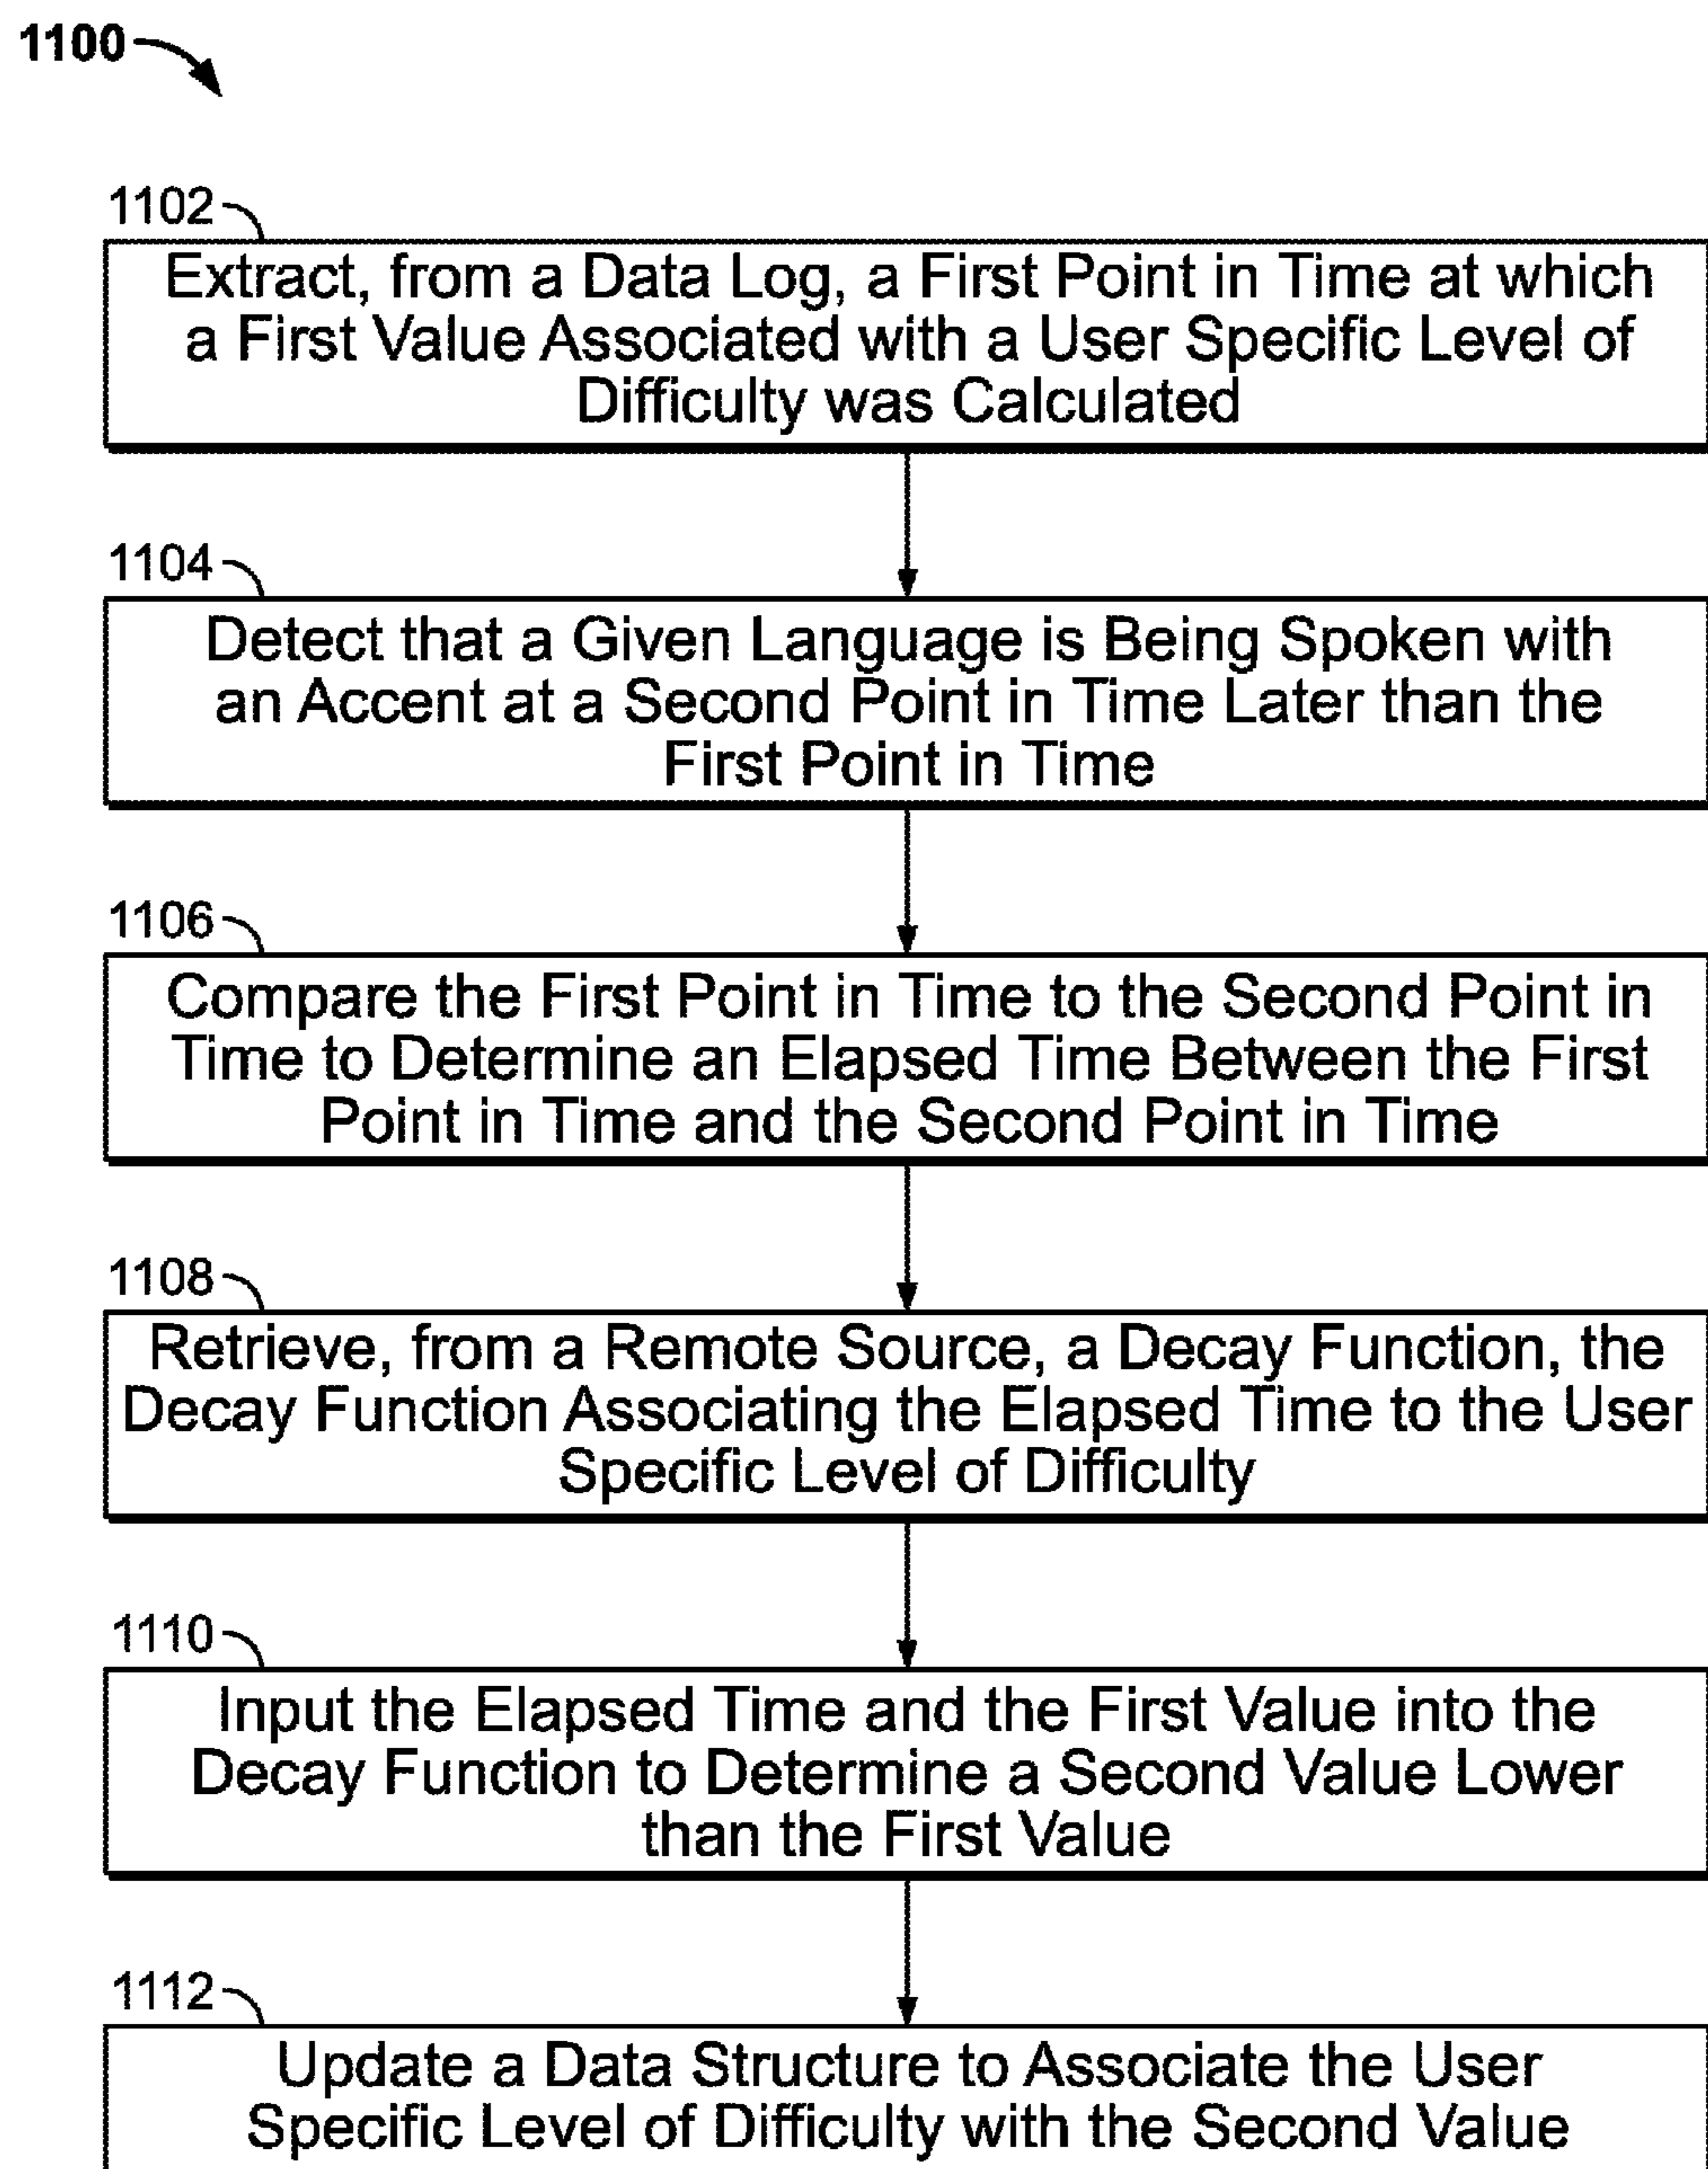 1100
1102
Extract, from a Data Log, a First Point in Time at which
a First Value Associated with a User Specific Level of
Difficulty was Calculated
1104
Detect that a Given Language is Being Spoken with
an Accent at a Second Point in Time Later than the
First Point in Time
1106
Compare the First Point in Time to the Second Point in
Time to Determine an Elapsed Time Between the First
Point in Time and the Second Point in Time
1108
Retrieve, from a Remote Source, a Decay Function, the
Decay Function Associating the Elapsed Time to the User
Specific Level of Difficulty
1110
Input the Elapsed Time and the First Value into the
Decay Function to Determine a Second Value Lower
than the First Value
1112
Update a Data Structure to Associate the User
Specific Level of Difficulty with the Second Value